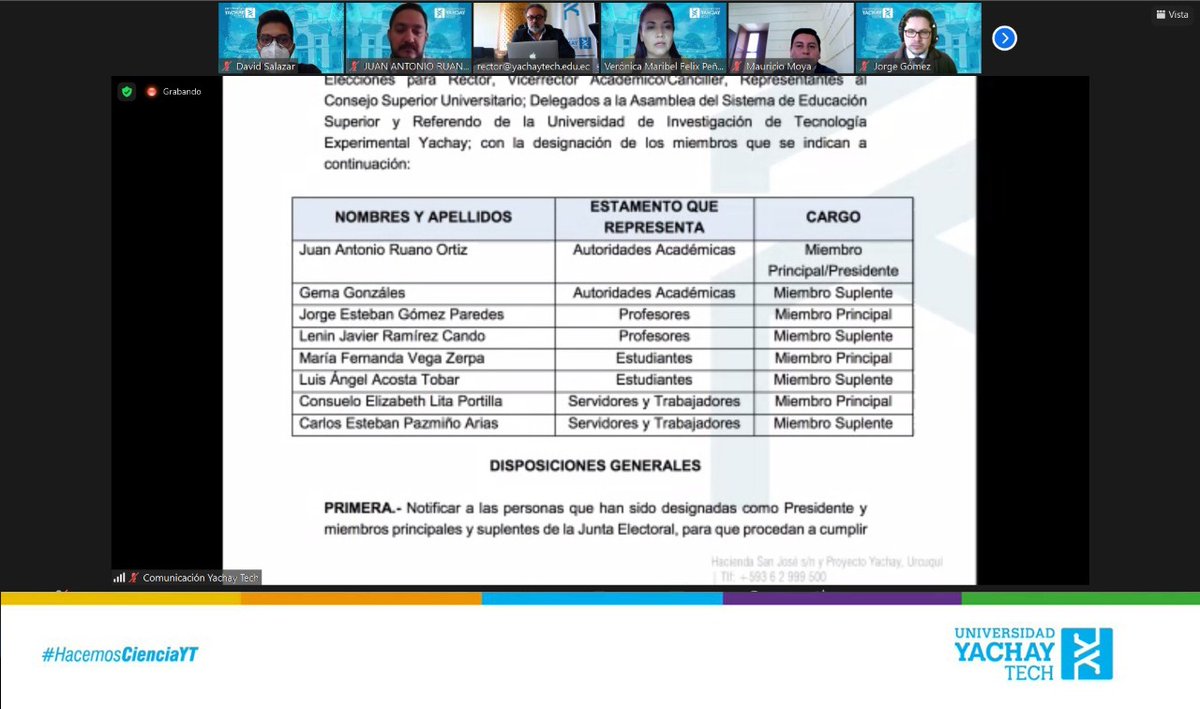 David Salazar
JUAN ANTONIO RUAN...
rector@yachaytech.edu.ec
Verónica Maribel Felix Peñ...
Mauricio Moya
Jorge Gómez
Vista
Grabando
Elecciones para Rector, Vicerrector Académico/Canciller, Representantes al
Consejo Superior Universitario; Delegados a la Asamblea del Sistema de Educación
Superior y Referendo de la Universidad de Investigación de Tecnología
Experimental Yachay; con la designación de los miembros que se indican a
continuación:
NOMBRES Y APELLIDOS ESTAMENTO QUE REPRESENTA CARGO
Juan Antonio Ruano Ortiz Autoridades Académicas Miembro Principal/Presidente
Gema Gonzáles Autoridades Académicas Miembro Suplente
Jorge Esteban Gómez Paredes Profesores Miembro Principal
Lenin Javier Ramírez Cando Profesores Miembro Suplente
María Fernanda Vega Zerpa Estudiantes Miembro Principal
Luis Ángel Acosta Tobar Estudiantes Miembro Suplente
Consuelo Elizabeth Lita Portilla Servidores y Trabajadores Miembro Principal
Carlos Esteban Pazmiño Arias Servidores y Trabajadores Miembro Suplente
DISPOSICIONES GENERALES
PRIMERA.- Notificar a las personas que han sido designadas como Presidente y
miembros principales y suplentes de la Junta Electoral, para que procedan a cumplir
Hacienda San José s/n y Proyecto Yachay, Urcuquí
| Tlf: +593 6 2 999 500
Comunicación Yachay Tech
#HacemosCienciaYT
UNIVERSIDAD
YACHAY
TECH